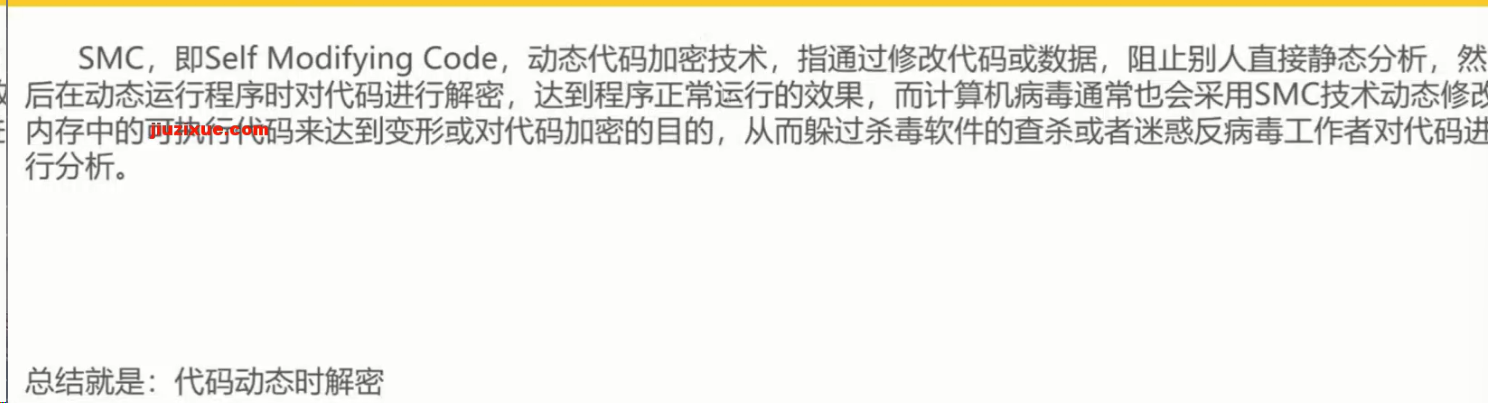 SMC，即Self Modifying Code，动态代码加密技术，指通过修改代码或数据，阻止别人直接静态分析，然
后在动态运行程序时对代码进行解密，达到程序正常运行的效果，而计算机病毒通常也会采用SMC技术动态修改
内存中的可执行代码来达到变形或对代码加密的目的，从而躲过杀毒软件的查杀或者迷惑反病毒工作者对代码进
jiuzixue.com
行分析。
总结就是：代码动态时解密